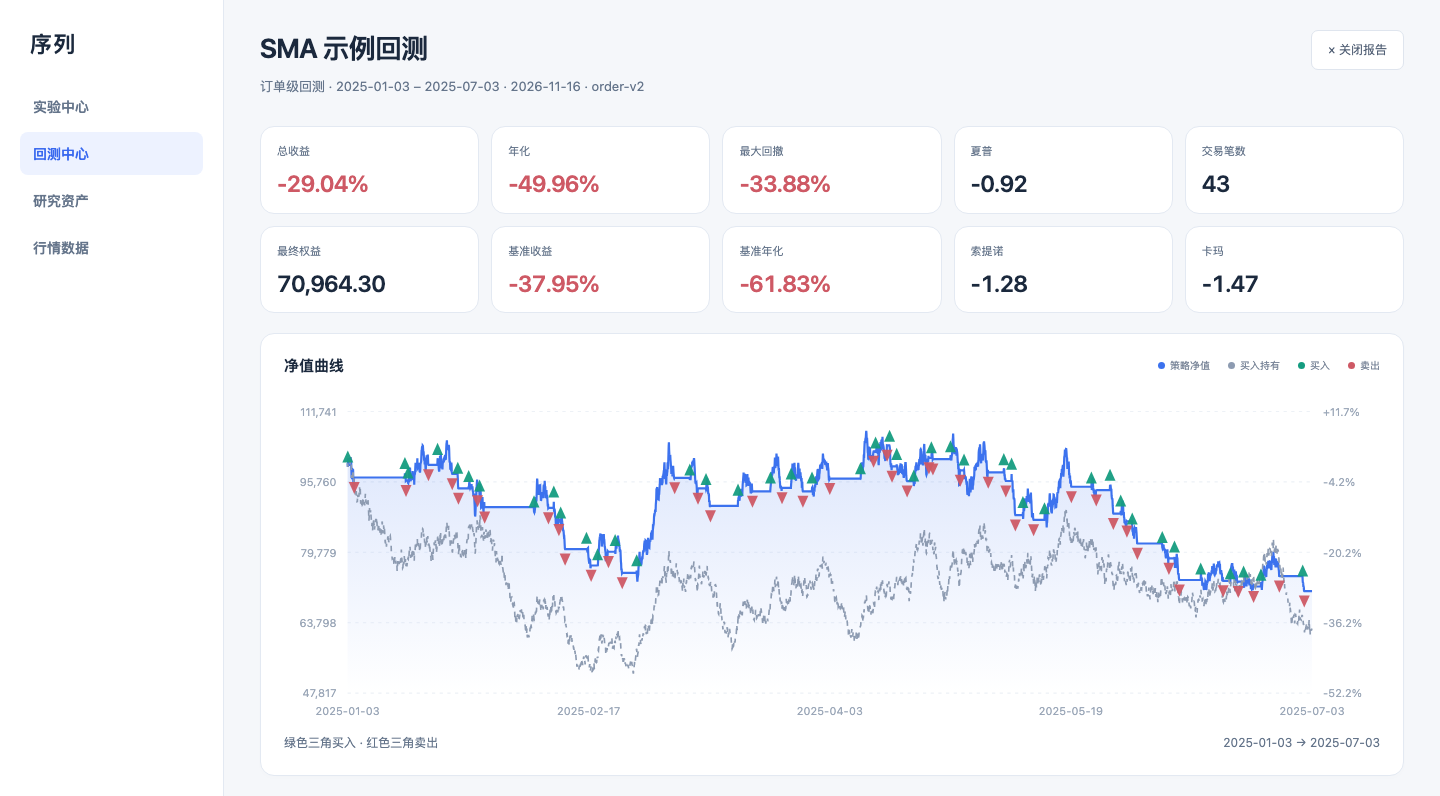 序列
实验中心
回测中心
研究资产
行情数据
SMA 示例回测
× 关闭报告
订单级回测 · 2025-01-03 – 2025-07-03 · 2026-11-16 · order-v2
总收益
-29.04%
年化
-49.96%
最大回撤
-33.88%
夏普
-0.92
交易笔数
43
最终权益
70,964.30
基准收益
-37.95%
基准年化
-61.83%
索提诺
-1.28
卡玛
-1.47
净值曲线
策略净值 买入持有 买入 卖出
111,741 +11.7%
95,760 -4.2%
79,779 -20.2%
63,798 -36.2%
47,817 -52.2%
2025-01-03 2025-02-17 2025-04-03 2025-05-19 2025-07-03
绿色三角买入 · 红色三角卖出
2025-01-03 → 2025-07-03